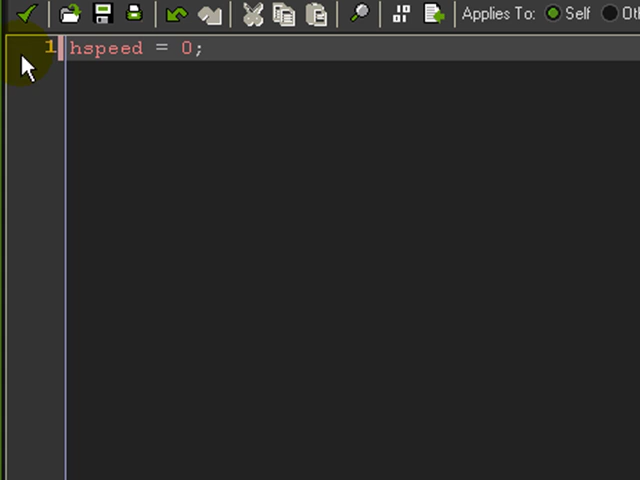 Applies To: Self
1 hspeed = 0;